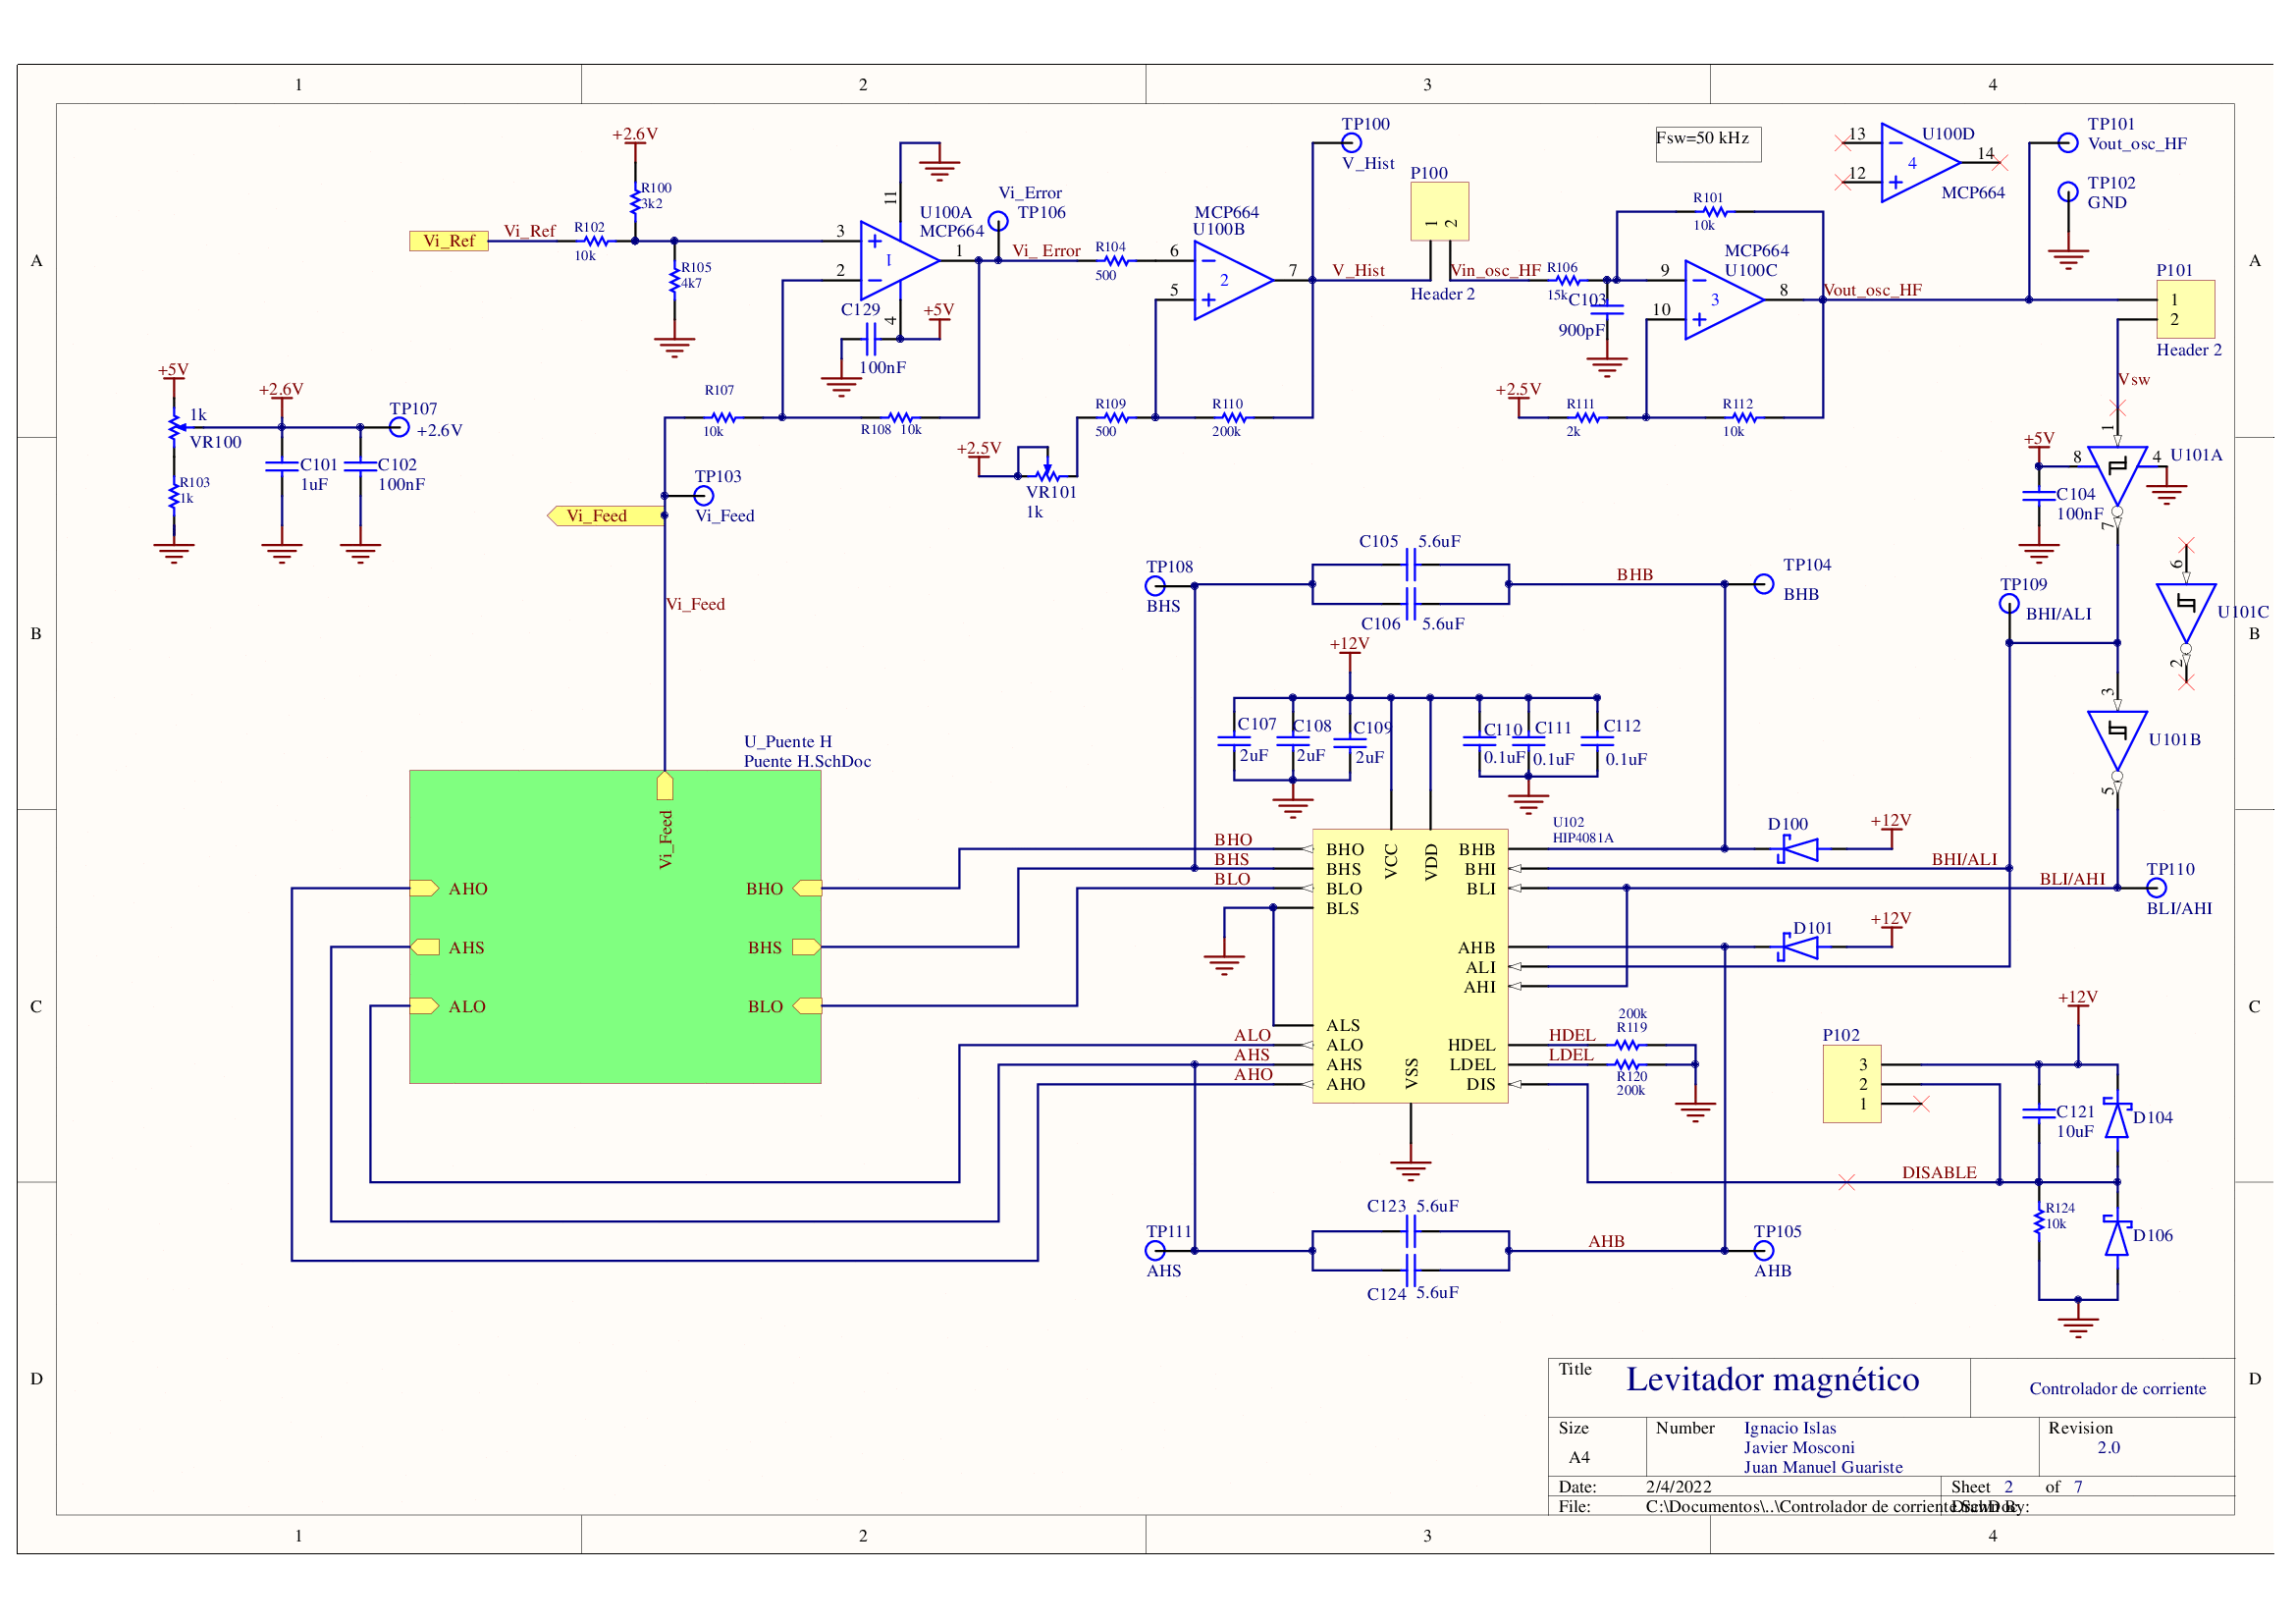 1
2
3
4
A
B
C
D
+2.6V
R100
3k2
Vi_Ref
Vi_Ref
R102
10k
R105
4k7
3
2
11
4
1
1
U100A
MCP664
C129
100nF
+5V
Vi_Error
TP106
Vi_ Error
R104
500
MCP664
U100B
6
5
2
7
TP100
V_Hist
V_Hist
P100
1
2
Header 2
Vin_osc_HF
R106
15k
C103
900pF
Fsw=50 kHz
R101
10k
MCP664
U100C
9
10
3
8
Vout_osc_HF
13
12
4
14
U100D
MCP664
TP101
Vout_osc_HF
TP102
GND
P101
1
2
Header 2
Vsw
+5V
1k
VR100
R103
1k
+2.6V
C101
1uF
C102
100nF
TP107
+2.6V
R107
10k
R108
10k
R109
500
R110
200k
+2.5V
VR101
1k
+2.5V
R111
2k
R112
10k
TP103
Vi_Feed
Vi_Feed
Vi_Feed
1
+5V
8
4
U101A
C104
100nF
7
6
U101C
2
TP109
BHI/ALI
3
U101B
5
TP108
BHS
C105
5.6uF
C106
5.6uF
BHB
TP104
BHB
+12V
C107
2uF
C108
2uF
C109
2uF
C110
0.1uF
C111
0.1uF
C112
0.1uF
U_Puente H
Puente H.SchDoc
Vi_Feed
AHO
AHS
ALO
BHO
BHS
BLO
BHO
BHS
BLO
ALO
AHS
AHO
U102
HIP4081A
BHO
BHS
BLO
BLS
ALS
ALO
AHS
AHO
VCC
VDD
VSS
BHB
BHI
BLI
AHB
ALI
AHI
HDEL
LDEL
DIS
D100
+12V
BHI/ALI
BLI/AHI
TP110
BLI/AHI
D101
+12V
HDEL
LDEL
200k
R119
R120
200k
P102
3
2
1
+12V
C121
10uF
D104
DISABLE
R124
10k
D106
TP111
AHS
C123
5.6uF
C124
5.6uF
AHB
TP105
AHB
Title
Levitador magnético
Controlador de corriente
Size
A4
Number
Ignacio Islas
Javier Mosconi
Juan Manuel Guariste
Revision
2.0
Date:
2/4/2022
Sheet 2 of 7
File:
C:\Documentos\..\Controlador de corriente.SchDoc
Drawn By:
A
B
C
D
1
2
3
4